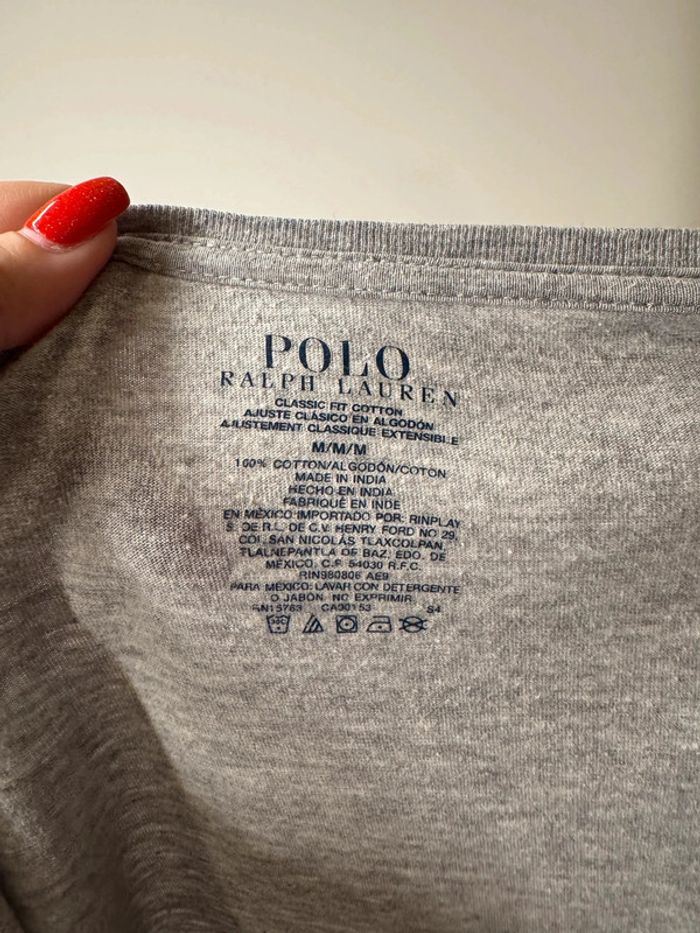 POLO
RALPH LAUREN
CLASSIC FIT COTTON
AJUSTE CLÁSICO EN ALGODÓN
AJUSTEMENT CLASSIQUE EXTENSIBLE
M/M/M
100% COTTON/ALGODÓN/COTON
MADE IN INDIA
HECHO EN INDIA
FABRIQUÉ EN INDE
EN MÉXICO IMPORTADO POR: RINPLAY
S. DE R.L. DE C.V. HENRY FORD NO 29,
COL SAN NICOLÁS TLAXCOLPAN,
TLALNEPANTLA DE BAZ, EDO. DE
MÉXICO, C.P. 54030 R.F.C.
RIN980806 AE9
PARA MÉXICO: LAVAR CON DETERGENTE
O JABON. NO EXPRIMIR
RN15763 CA00153 S4